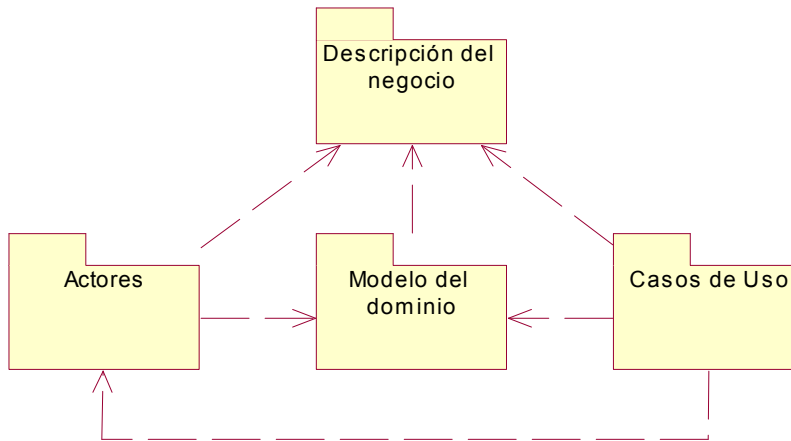 Descripción del
negocio
Actores
Modelo del
dominio
Casos de Uso